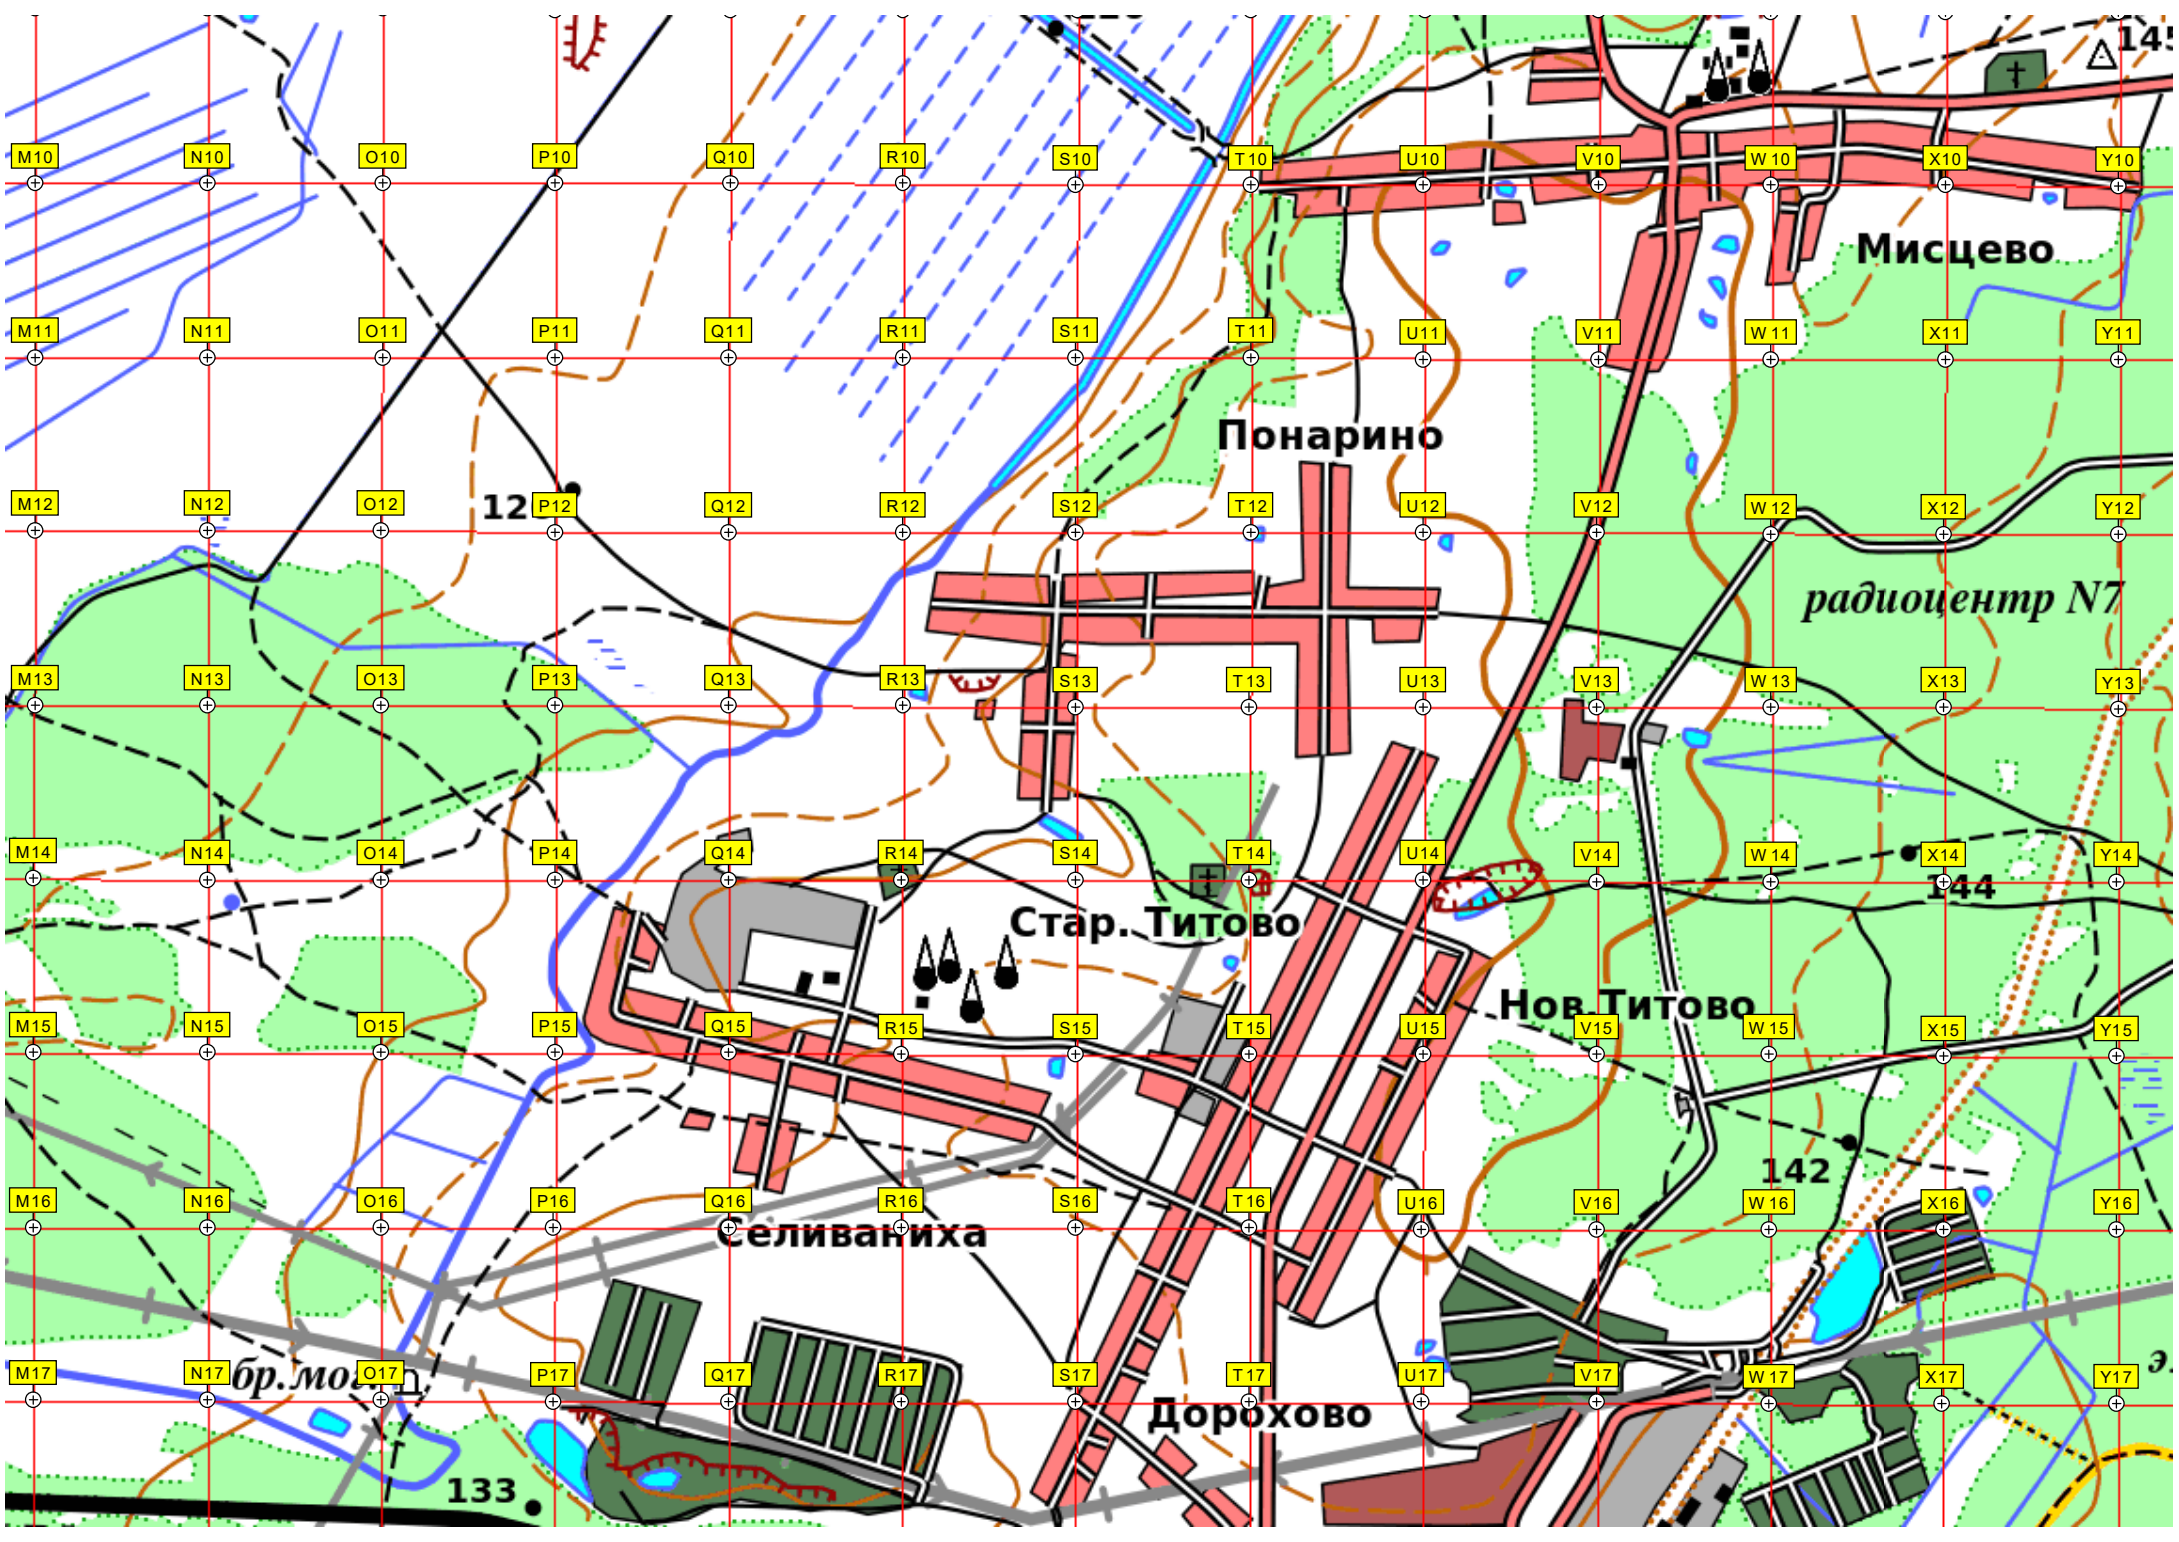 145
M10 N10 O10 P10 Q10 R10 S10 T10 U10 V10 W10 X10 Y10
Мисцево
M11 N11 O11 P11 Q11 R11 S11 T11 U11 V11 W11 X11 Y11
Понарино
M12 N12 O12 P12 Q12 R12 S12 T12 U12 V12 W12 X12 Y12
радиоцентр N7
M13 N13 O13 P13 Q13 R13 S13 T13 U13 V13 W13 X13 Y13
M14 N14 O14 P14 Q14 R14 S14 T14 U14 V14 W14 X14 Y14
144
Стар. Титово
Нов.Титово
M15 N15 O15 P15 Q15 R15 S15 T15 U15 V15 W15 X15 Y15
142
M16 N16 O16 P16 Q16 R16 S16 T16 U16 V16 W16 X16 Y16
Селиваниха
M17 N17 O17 P17 Q17 R17 S17 T17 U17 V17 W17 X17 Y17
Дорохово
133